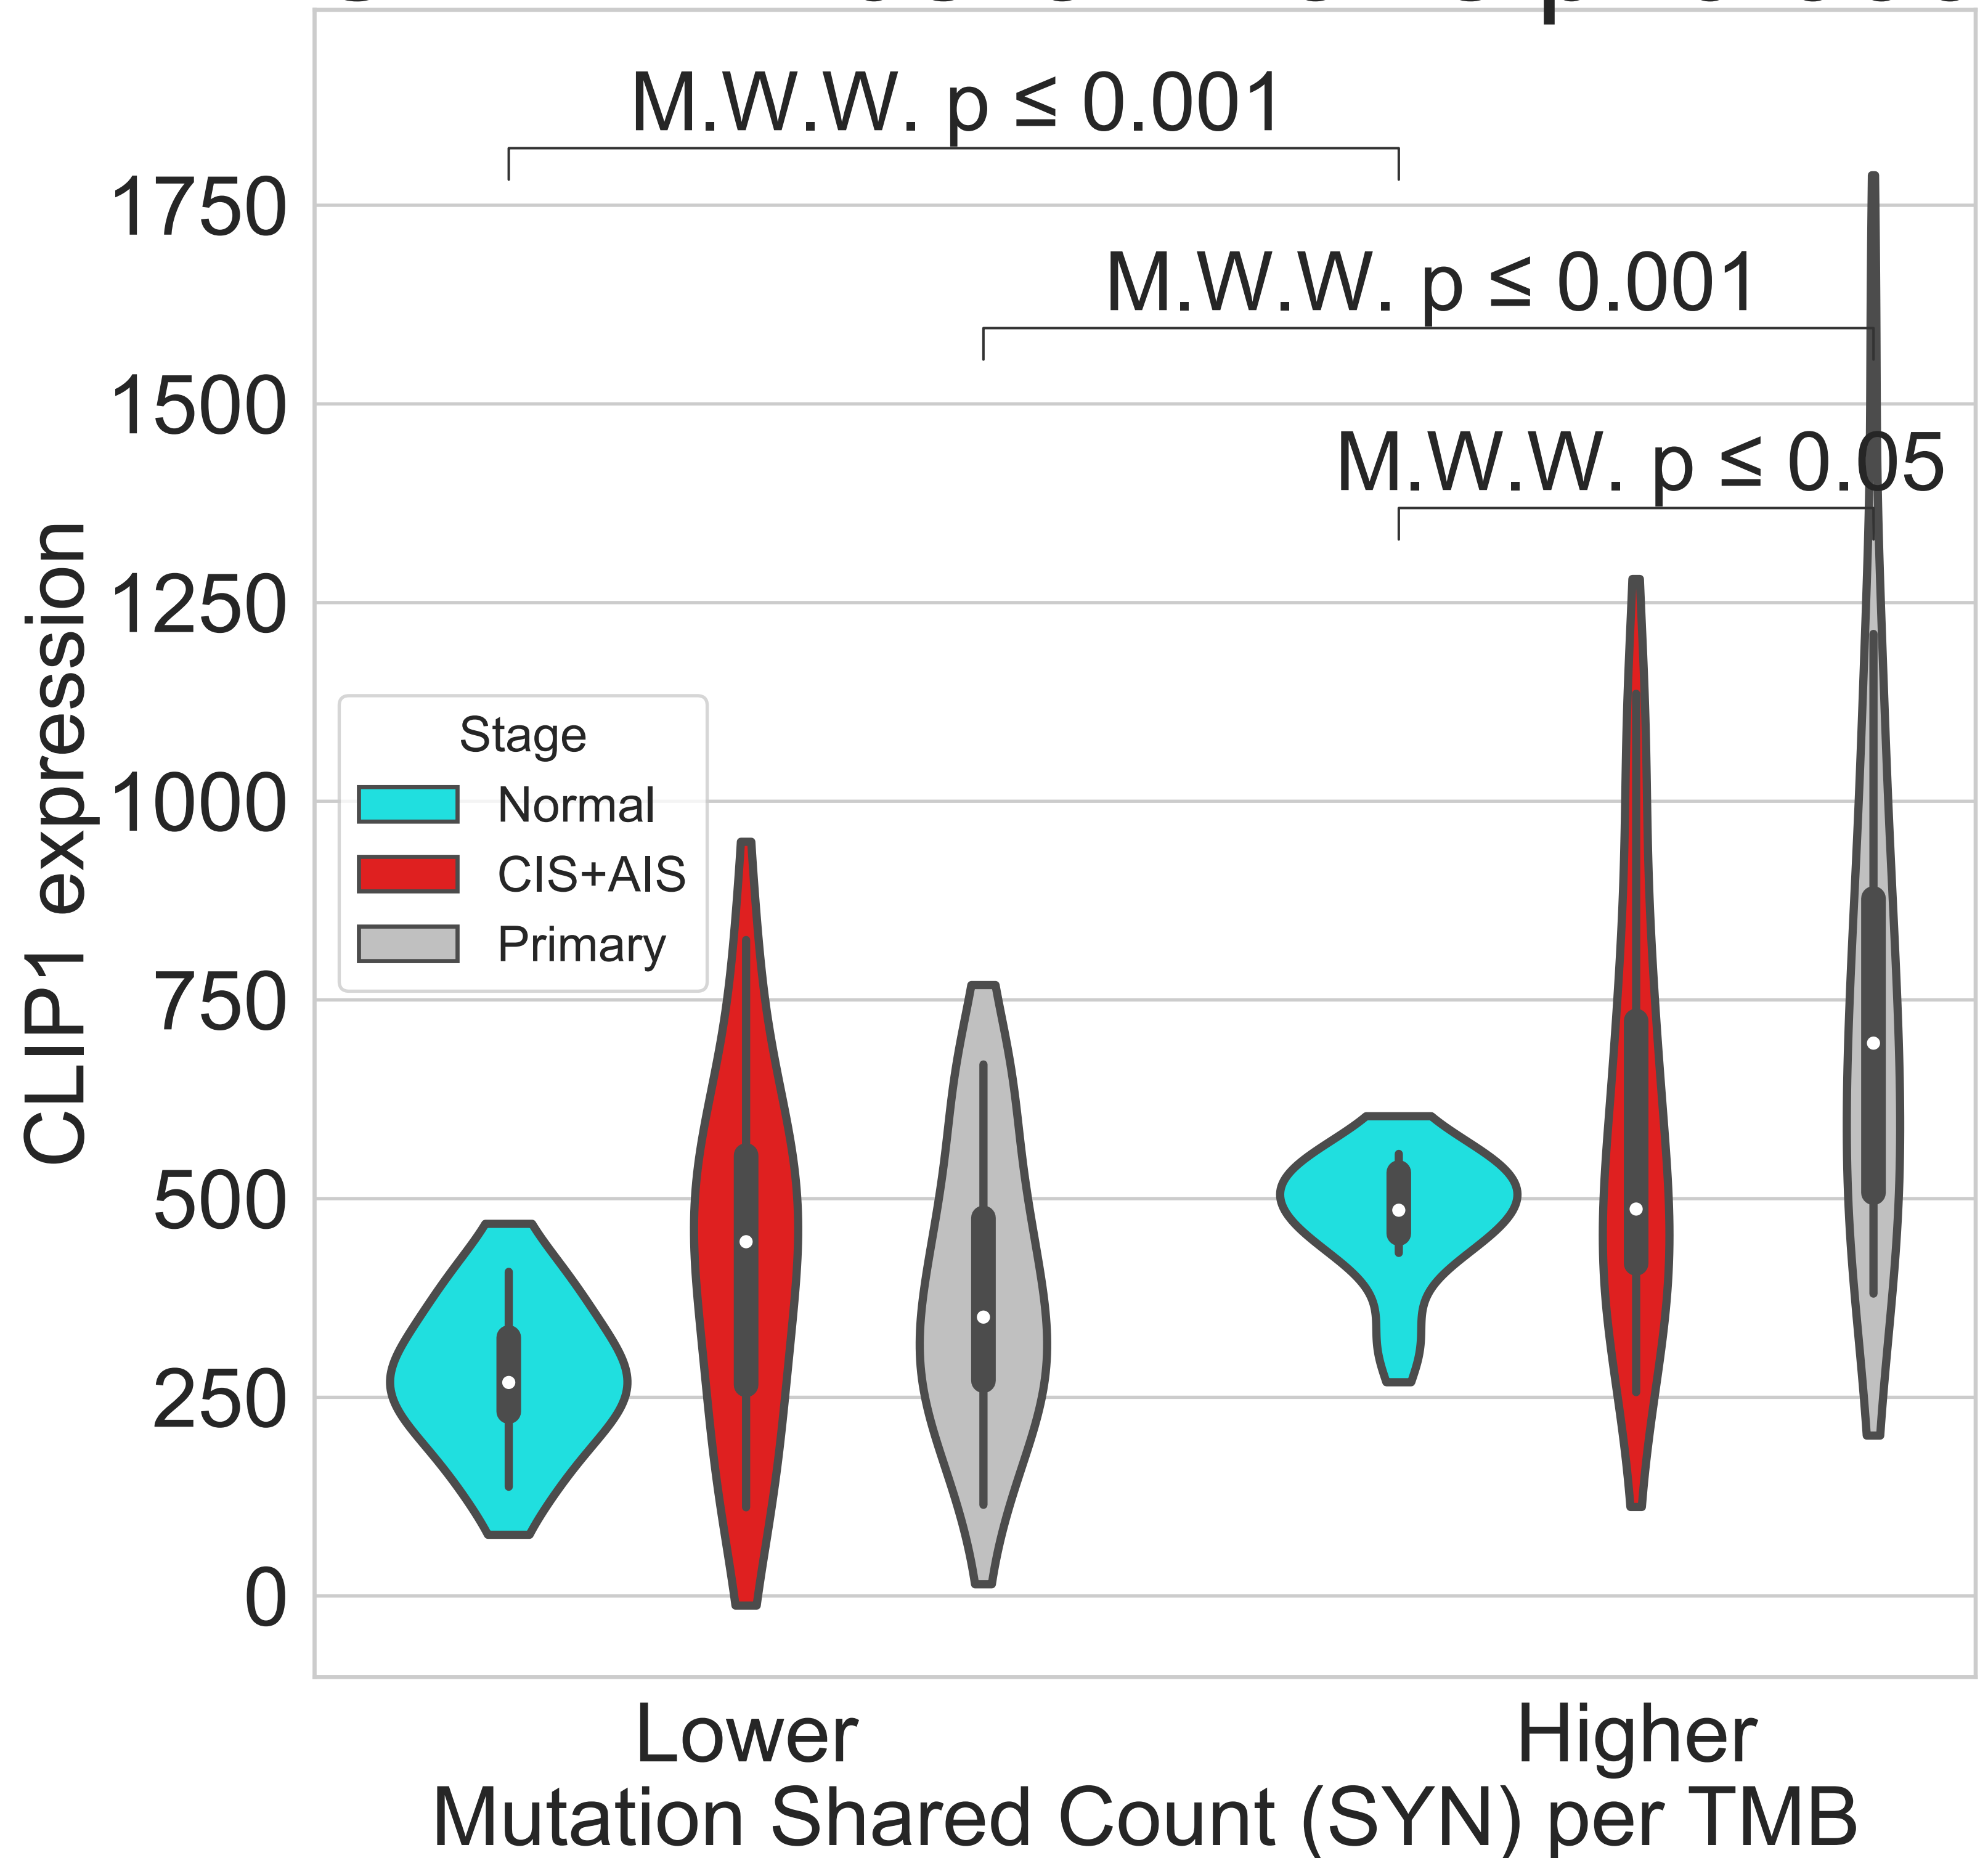 M.W.W. p ≤ 0.001
1750
M.W.W. p ≤ 0.001
1500
M.W.W. p ≤ 0.05
1250
CLIP1 expression
Stage
Normal
CIS+AIS
Primary
1000
750
500
250
0
Lower
Higher
Mutation Shared Count (SYN) per TMB